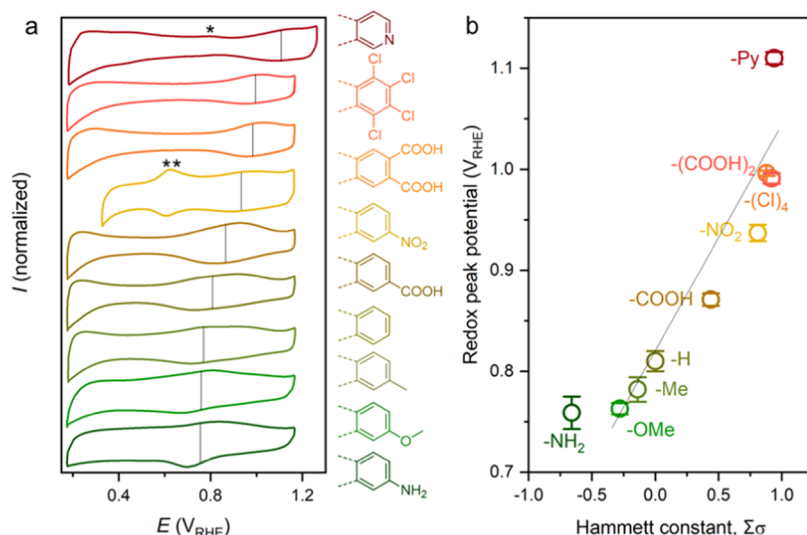 a
*
**
I (normalized)
0.4
0.8
1.2
E (V_RHE)
N
Cl
Cl
Cl
Cl
COOH
COOH
NO₂
COOH
O
NH₂
b
Redox peak potential (V_RHE)
1.1
1.0
0.9
0.8
0.7
-Py
-(COOH)₂
-(Cl)₄
-NO₂
-COOH
-H
-Me
-OMe
-NH₂
-1.0
-0.5
0.0
0.5
1.0
Hammett constant, Σσ